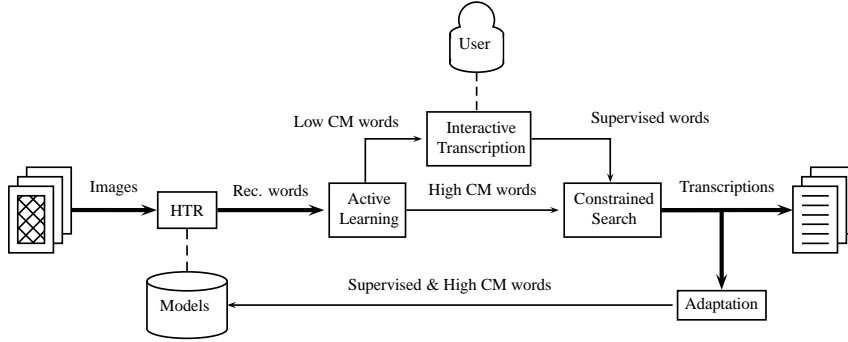 User
Low CM words
Interactive
Transcription
Supervised words
Images
HTR
Rec. words
Active
Learning
High CM words
Constrained
Search
Transcriptions
Models
Supervised & High CM words
Adaptation